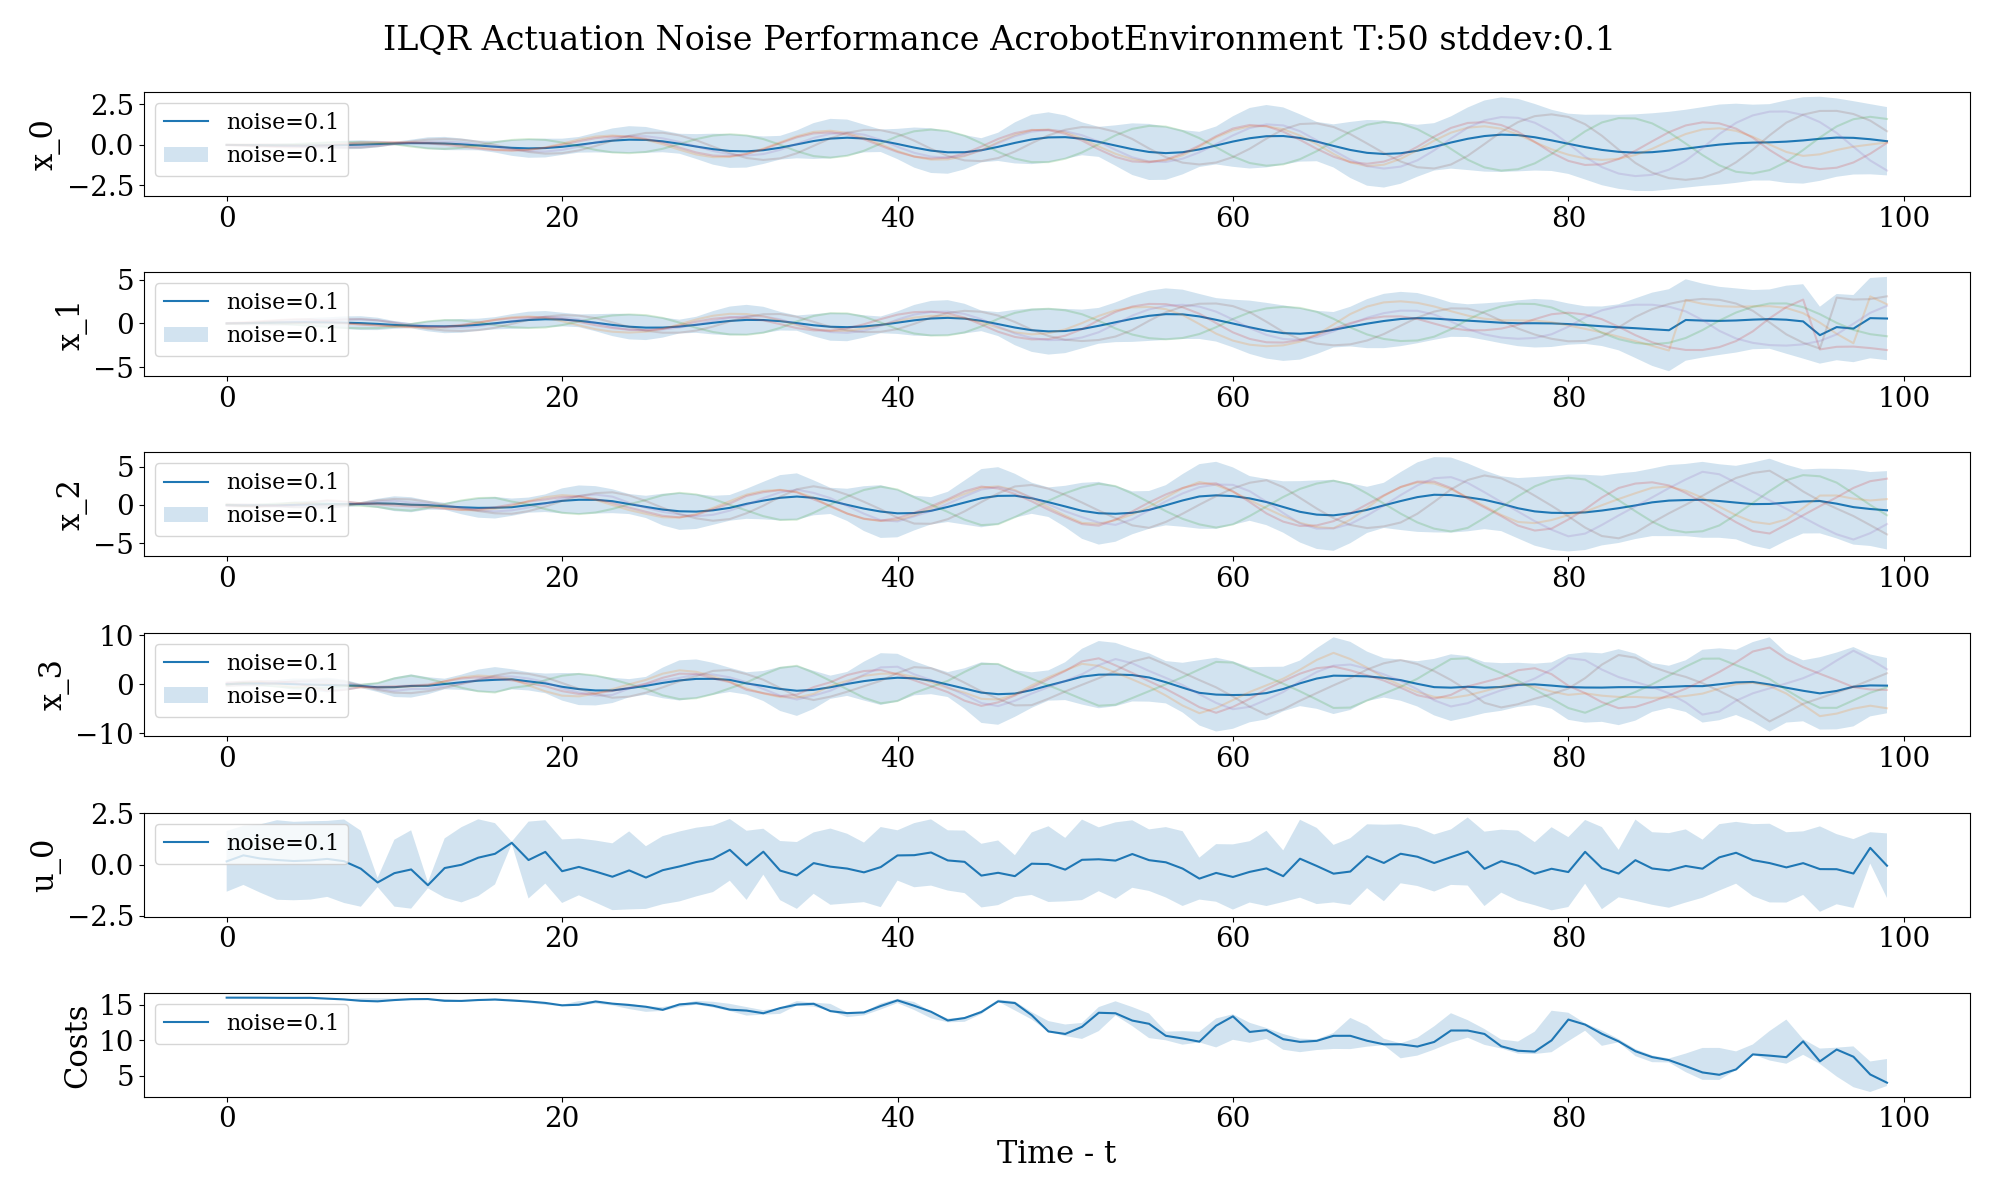 ILQR Actuation Noise Performance AcrobotEnvironment T:50 stddev:0.1
x_0
2.5
0.0
−2.5
noise=0.1
noise=0.1
0 20 40 60 80 100
x_1
5
0
−5
noise=0.1
noise=0.1
0 20 40 60 80 100
x_2
5
0
−5
noise=0.1
noise=0.1
0 20 40 60 80 100
x_3
10
0
−10
noise=0.1
noise=0.1
0 20 40 60 80 100
u_0
2.5
0.0
−2.5
noise=0.1
0 20 40 60 80 100
Costs
15
10
5
noise=0.1
0 20 40 60 80 100
Time - t